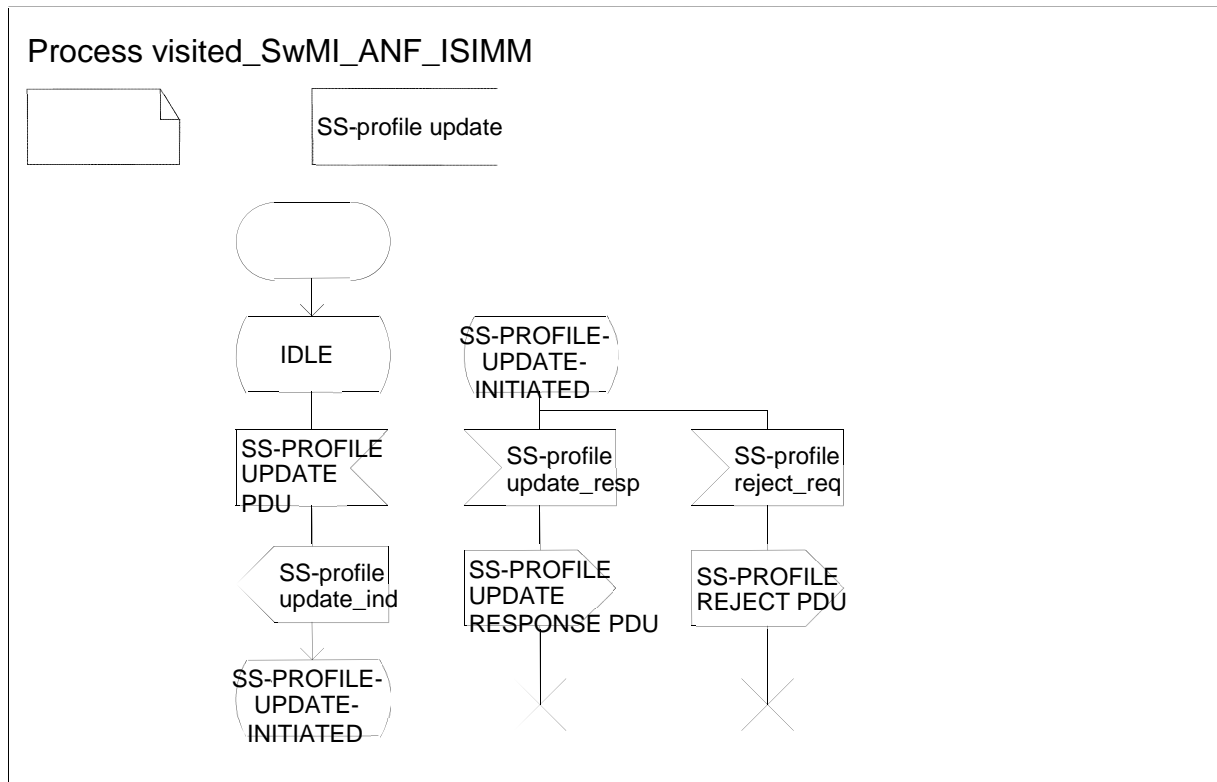 Process visited_SwMI_ANF_ISIMM
SS-profile update
IDLE
SS-PROFILE
UPDATE
PDU
SS-profile
update_ind
SS-PROFILE-
UPDATE-
INITIATED
SS-PROFILE-
UPDATE-
INITIATED
SS-profile
update_resp
SS-PROFILE
UPDATE
RESPONSE PDU
SS-profile
reject_req
SS-PROFILE
REJECT PDU